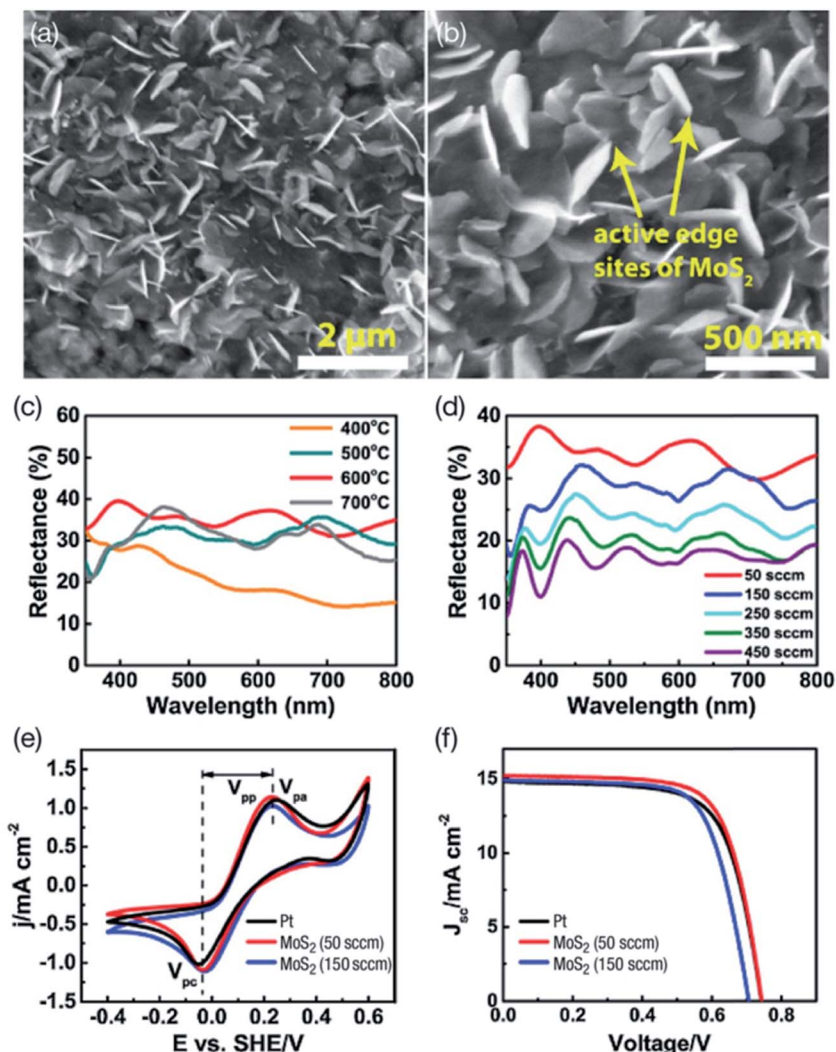 (a)
2 μm
(b)
active edge
sites of MoS₂
500 nm
(c)
60
50
40
30
20
10
0
Reflectance (%)
400°C
500°C
600°C
700°C
400 500 600 700 800
Wavelength (nm)
(d)
40
30
20
10
0
Reflectance (%)
50 sccm
150 sccm
250 sccm
350 sccm
450 sccm
400 500 600 700 800
Wavelength (nm)
(e)
1.5
1.0
0.5
0.0
-0.5
-1.0
-1.5
j/mA cm⁻²
Vpp
Vpa
Vpc
Pt
MoS₂ (50 sccm)
MoS₂ (150 sccm)
-0.4 -0.2 0.0 0.2 0.4 0.6
E vs. SHE/V
(f)
15
10
5
0
Jsc/mA cm⁻²
Pt
MoS₂ (50 sccm)
MoS₂ (150 sccm)
0.0 0.2 0.4 0.6 0.8
Voltage/V